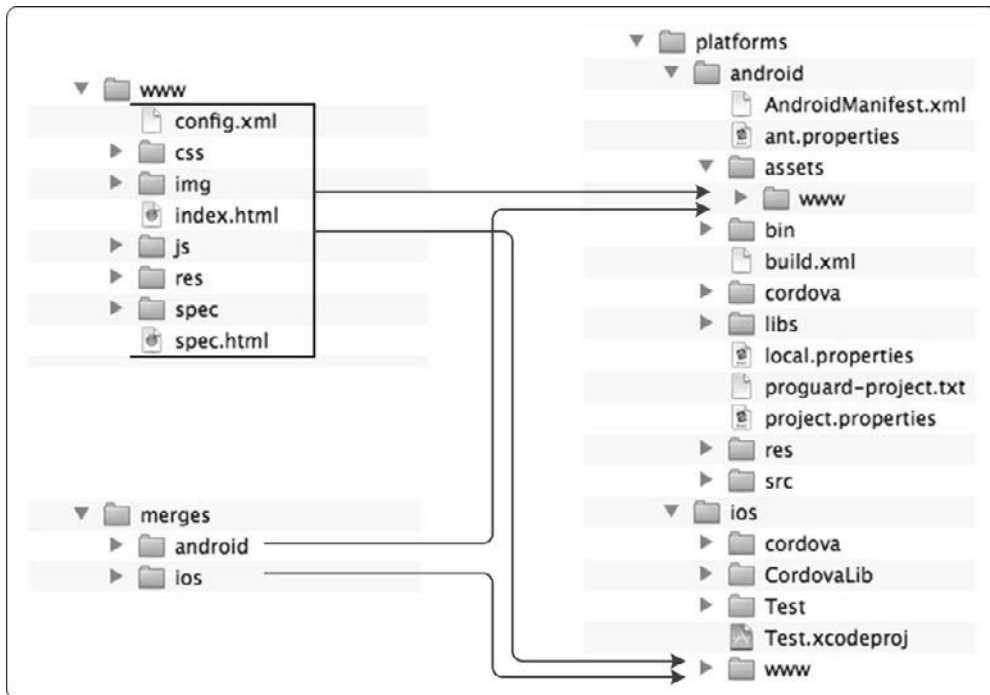 www
config.xml
css
img
index.html
js
res
spec
spec.html
merges
android
ios
platforms
android
AndroidManifest.xml
ant.properties
assets
www
bin
build.xml
cordova
libs
local.properties
proguard-project.txt
project.properties
res
src
ios
cordova
CordovaLib
Test
Test.xcodeproj
www